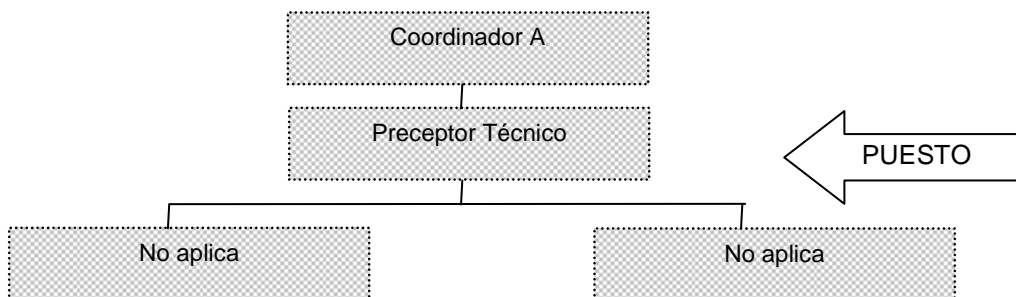 Coordinador A
Preceptor Técnico
PUESTO
No aplica
No aplica